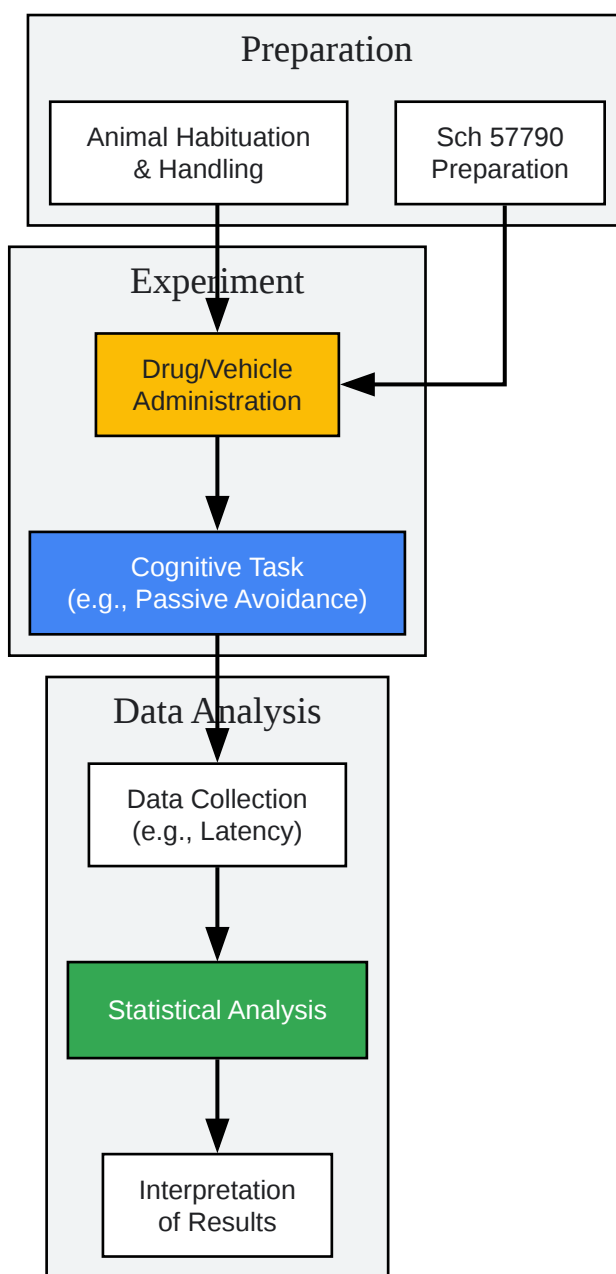 Preparation
Animal Habituation
& Handling
Sch 57790
Preparation
Experiment
Drug/Vehicle
Administration
Cognitive Task
(e.g., Passive Avoidance)
Data Analysis
Data Collection
(e.g., Latency)
Statistical Analysis
Interpretation
of Results